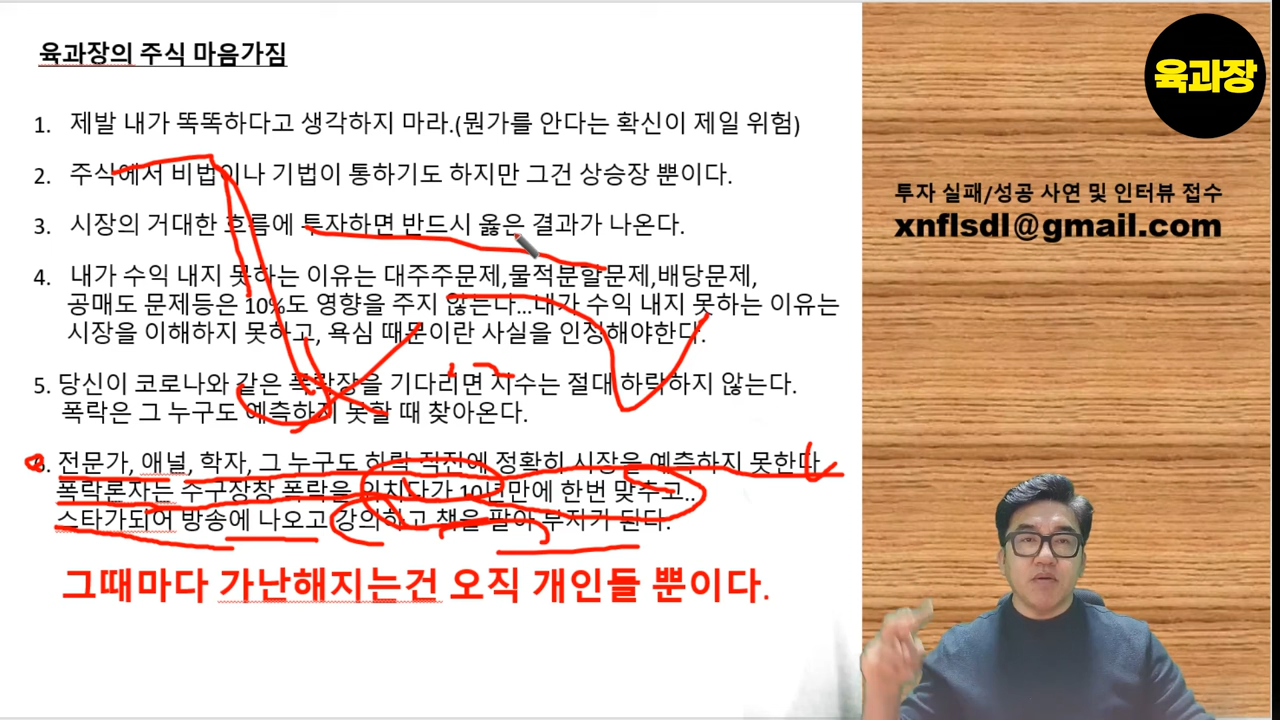 육과장의 주식 마음가짐
육과장
1. 제발 내가 똑똑하다고 생각하지 마라.(뭔가를 안다는 확신이 제일 위험)
2. 주식에서 비법이나 기법이 통하기도 하지만 그건 상승장 뿐이다.
3. 시장의 거대한 흐름에 투자하면 반드시 옳은 결과가 나온다.
4. 내가 수익 내지 못하는 이유는 대주주문제,물적분할문제,배당문제,
공매도 문제등은 10%도 영향을 주지 않는다...내가 수익 내지 못하는 이유는
시장을 이해하지 못하고, 욕심 때문이란 사실을 인정해야한다.
5. 당신이 코로나와 같은 폭락장을 기다리면 지수는 절대 하락하지 않는다.
폭락은 그 누구도 예측하지 못할 때 찾아온다.
6. 전문가, 애널, 학자, 그 누구도 하락 직전에 정확히 시장을 예측하지 못한다
폭락론자는 주구장창 폭락을 외치다가 10년만에 한번 맞추고..
스타가되어 방송에 나오고 강의하고 책을 팔아 부자가 된다.
그때마다 가난해지는건 오직 개인들 뿐이다.
투자 실패/성공 사연 및 인터뷰 접수
xnflsdl@gmail.com